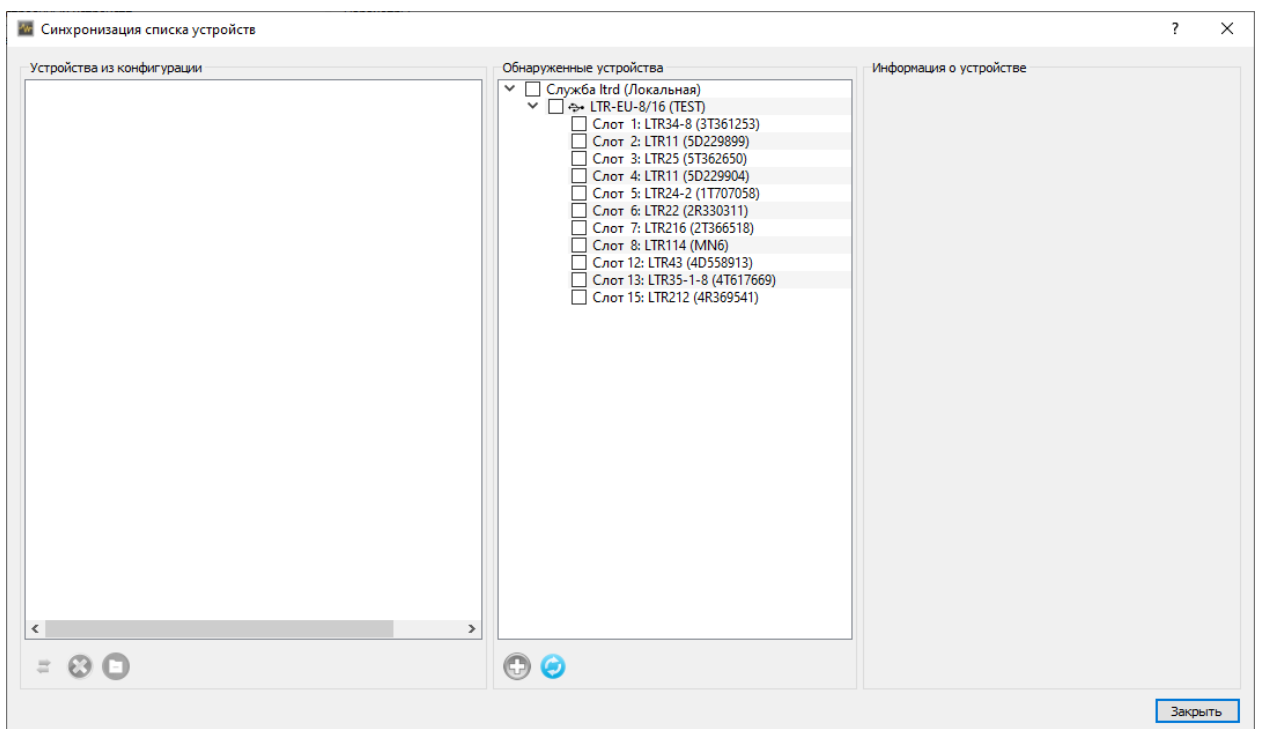 Синхронизация списка устройств
Устройства из конфигурации
Обнаруженные устройства
Служба ltrd (Локальная)
LTR-EU-8/16 (TEST)
Слот 1: LTR34-8 (3T361253)
Слот 2: LTR11 (5D229899)
Слот 3: LTR25 (5T362650)
Слот 4: LTR11 (5D229904)
Слот 5: LTR24-2 (1T707058)
Слот 6: LTR22 (2R330311)
Слот 7: LTR216 (2T366518)
Слот 8: LTR114 (MN6)
Слот 12: LTR43 (4D558913)
Слот 13: LTR35-1-8 (4T617669)
Слот 15: LTR212 (4R369541)
Информация о устройстве
Закрыть